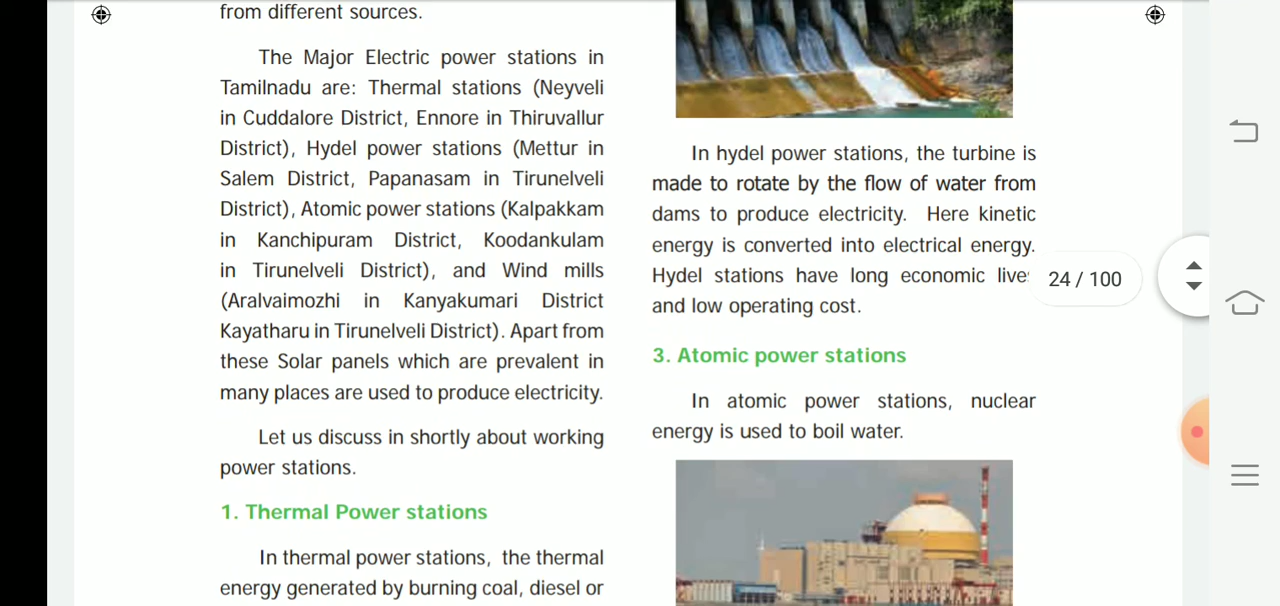 from different sources.
The Major Electric power stations in
Tamilnadu are: Thermal stations (Neyveli
in Cuddalore District, Ennore in Thiruvallur
District), Hydel power stations (Mettur in
Salem District, Papanasam in Tirunelveli
District), Atomic power stations (Kalpakkam
in Kanchipuram District, Koodankulam
in Tirunelveli District), and Wind mills
(Aralvaimozhi in Kanyakumari District
Kayatharu in Tirunelveli District). Apart from
these Solar panels which are prevalent in
many places are used to produce electricity.
Let us discuss in shortly about working
power stations.
1. Thermal Power stations
In thermal power stations, the thermal
energy generated by burning coal, diesel or
In hydel power stations, the turbine is
made to rotate by the flow of water from
dams to produce electricity. Here kinetic
energy is converted into electrical energy.
Hydel stations have long economic live
and low operating cost.
3. Atomic power stations
In atomic power stations, nuclear
energy is used to boil water.
24 / 100